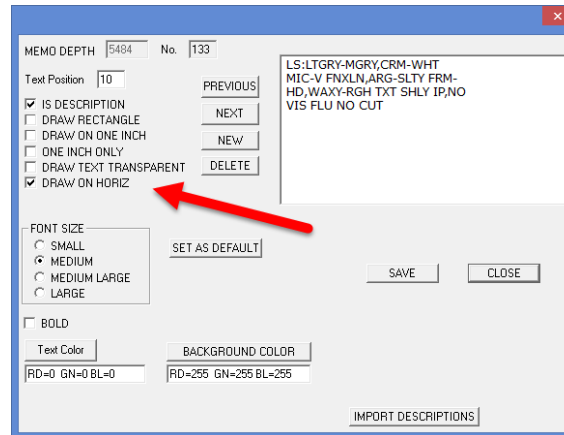 MEMO DEPTH 5484 No. 133
Text Position 10
IS DESCRIPTION
DRAW RECTANGLE
DRAW ON ONE INCH
ONE INCH ONLY
DRAW TEXT TRANSPARENT
DRAW ON HORIZ
PREVIOUS
NEXT
NEW
DELETE
LS:LTGRY-MGRY,CRM-WHT
MIC-V FNXLN,ARG-SLTY FRM-
HD,WAXY-RGH TXT SHLY IP,NO
VIS FLU NO CUT
FONT SIZE
SMALL
MEDIUM
MEDIUM LARGE
LARGE
SET AS DEFAULT
SAVE
CLOSE
BOLD
Text Color
BACKGROUND COLOR
RD=0 GN=0 BL=0
RD=255 GN=255 BL=255
IMPORT DESCRIPTIONS